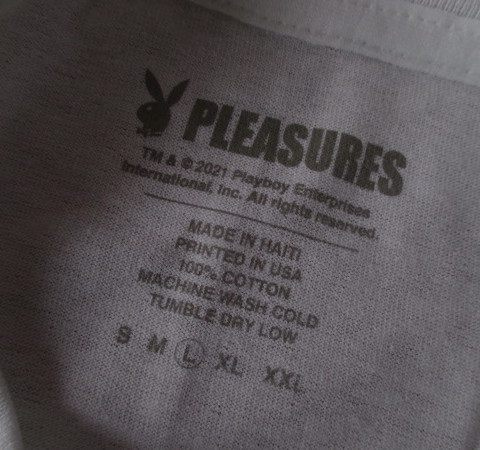 PLEASURES
TM & © 2021 Playboy Enterprises
International, Inc. All rights reserved.
MADE IN HAITI
PRINTED IN USA
100% COTTON
MACHINE WASH COLD
TUMBLE DRY LOW
S M L XL XXL